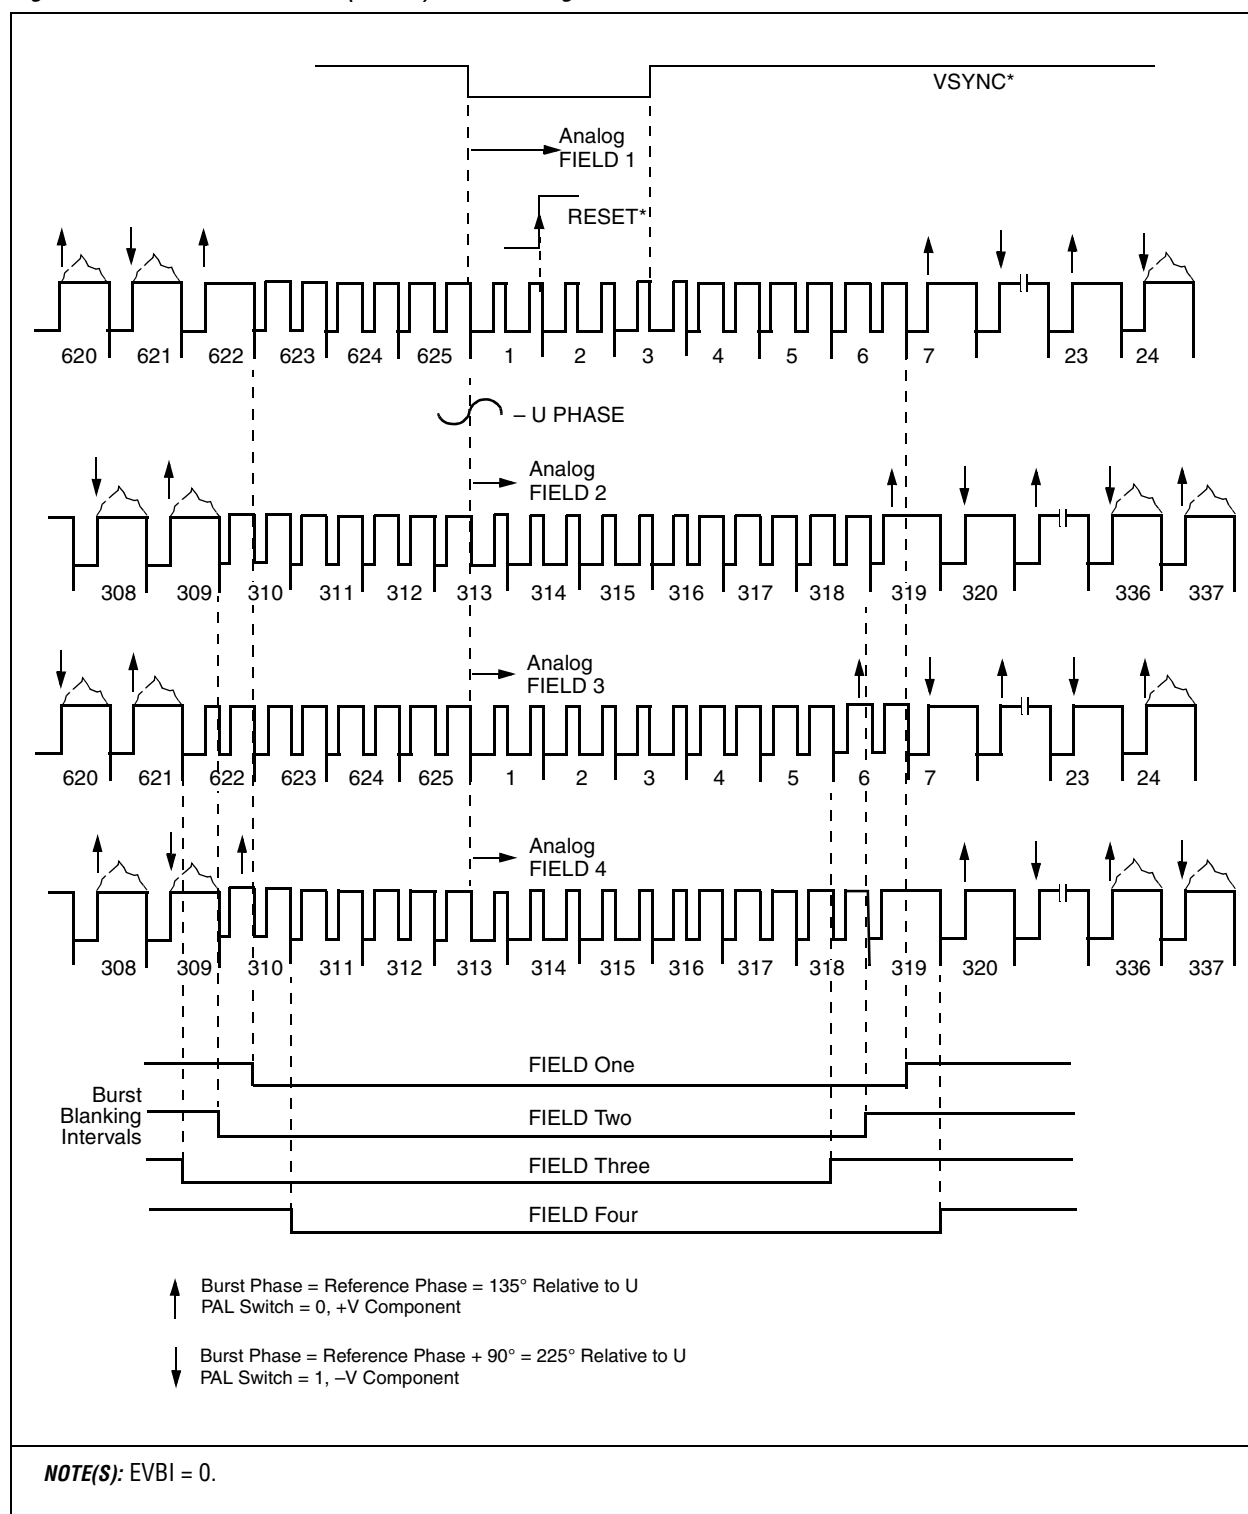 VSYNC*
Analog
FIELD 1
RESET*
620 621 622 623 624 625 1 2 3 4 5 6 7 23 24
– U PHASE
Analog
FIELD 2
308 309 310 311 312 313 314 315 316 317 318 319 320 336 337
Analog
FIELD 3
620 621 622 623 624 625 1 2 3 4 5 6 7 23 24
Analog
FIELD 4
308 309 310 311 312 313 314 315 316 317 318 319 320 336 337
FIELD One
Burst
Blanking
Intervals
FIELD Two
FIELD Three
FIELD Four
Burst Phase = Reference Phase = 135° Relative to U
PAL Switch = 0, +V Component
Burst Phase = Reference Phase + 90° = 225° Relative to U
PAL Switch = 1, –V Component
NOTE(S): EVBI = 0.